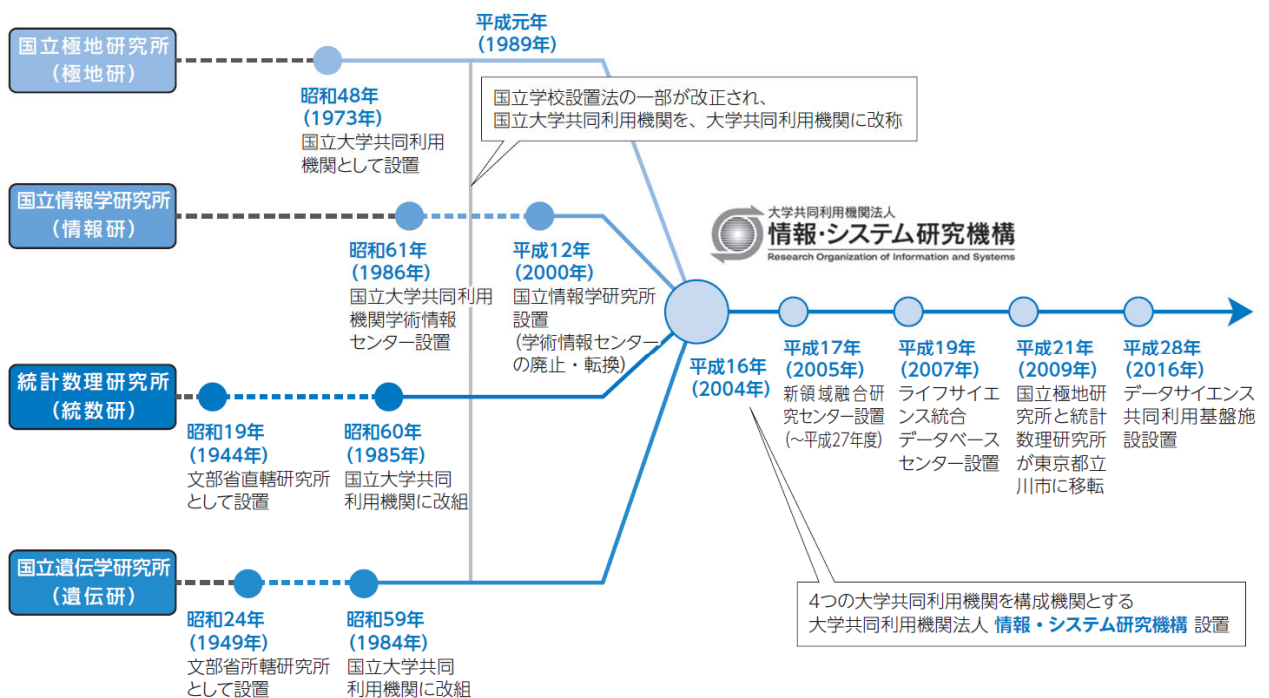 国立極地研究所
（極地研）
昭和48年
（1973年）
国立大学共同利用
機関として設置
平成元年
（1989年）
国立学校設置法の一部が改正され、
国立大学共同利用機関を、大学共同利用機関に改称
国立情報学研究所
（情報研）
昭和61年
（1986年）
国立大学共同利用
機関学術情報
センター設置
平成12年
（2000年）
国立情報学研究所
設置
（学術情報センター
の廃止・転換）
統計数理研究所
（統数研）
昭和19年
（1944年）
文部省直轄研究所
として設置
昭和60年
（1985年）
国立大学共同
利用機関に改組
国立遺伝学研究所
（遺伝研）
昭和24年
（1949年）
文部省所轄研究所
として設置
昭和59年
（1984年）
国立大学共同
利用機関に改組
大学共同利用機関法人
情報・システム研究機構
Research Organization of Information and Systems
平成16年
（2004年）
平成17年
（2005年）
新領域融合研
究センター設置
（～平成27年度）
平成19年
（2007年）
ライフサイエ
ンス統合
データベース
センター設置
平成21年
（2009年）
国立極地研
究所と統計
数理研究所
が東京都立
川市に移転
平成28年
（2016年）
データサイエンス
共同利用基盤施
設設置
4つの大学共同利用機関を構成機関とする
大学共同利用機関法人 情報・システム研究機構 設置